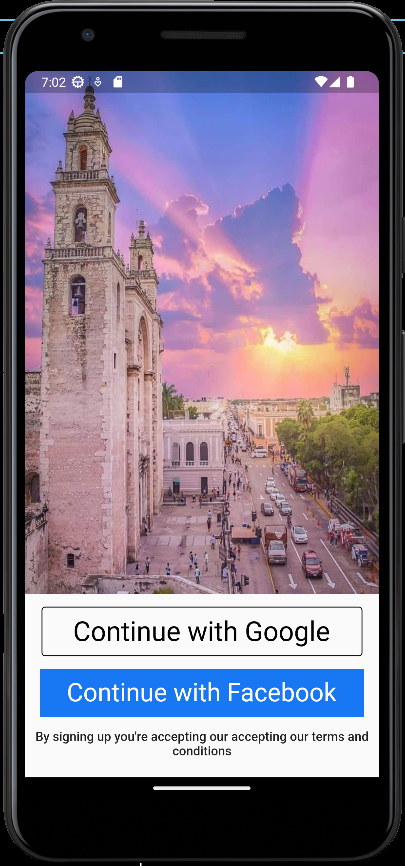 7:02
Continue with Google
Continue with Facebook
By signing up you're accepting our accepting our terms and
conditions